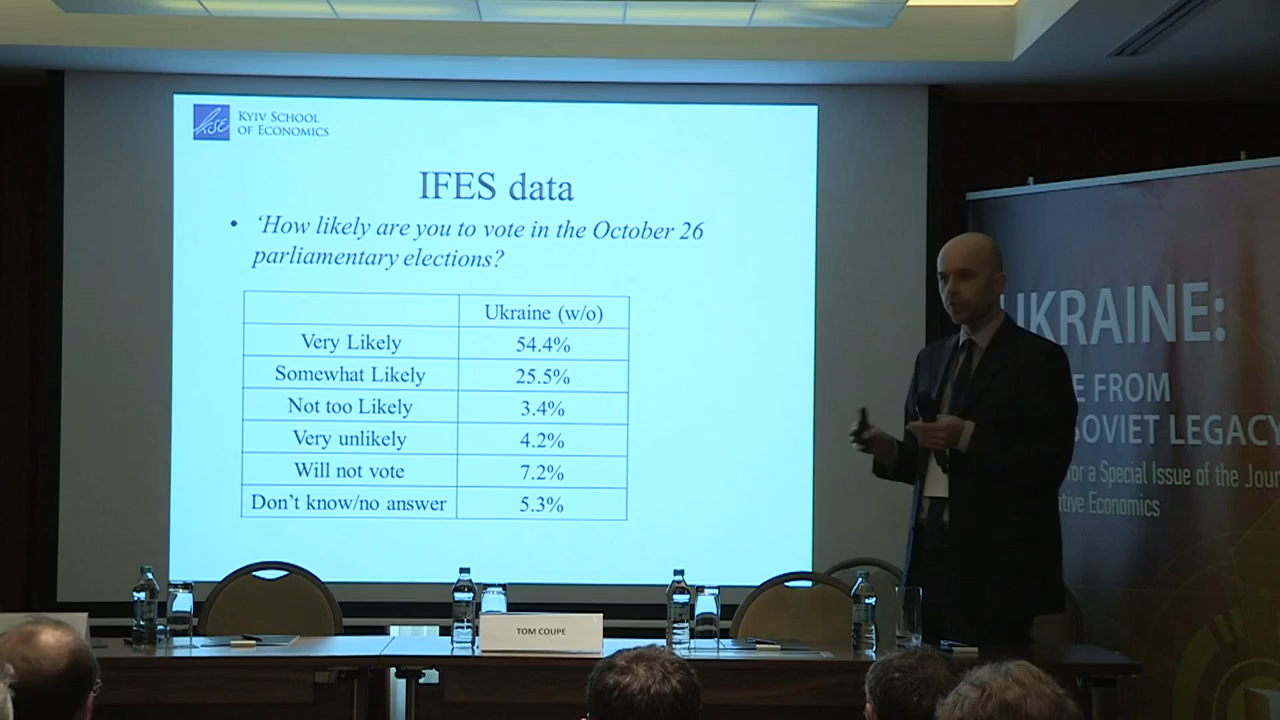 KYIV SCHOOL
OF ECONOMICS
IFES data
• ‘How likely are you to vote in the October 26
parliamentary elections?
Ukraine (w/o)
Very Likely 54.4%
Somewhat Likely 25.5%
Not too Likely 3.4%
Very unlikely 4.2%
Will not vote 7.2%
Don’t know/no answer 5.3%
UKRAINE:
FROM
SOVIET LEGACY
for a Special Issue of the
Economics
TOM COUPE